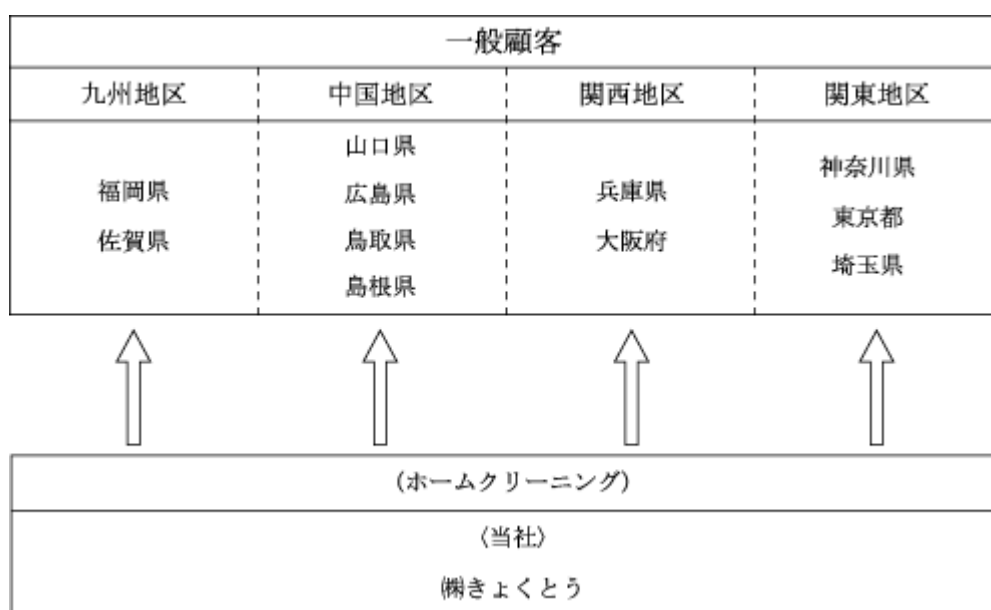 一般顧客
九州地区 中国地区 関西地区 関東地区
福岡県
佐賀県
山口県
広島県
鳥取県
島根県
兵庫県
大阪府
神奈川県
東京都
埼玉県
(ホームクリーニング)
〈当社〉
㈱きょくとう